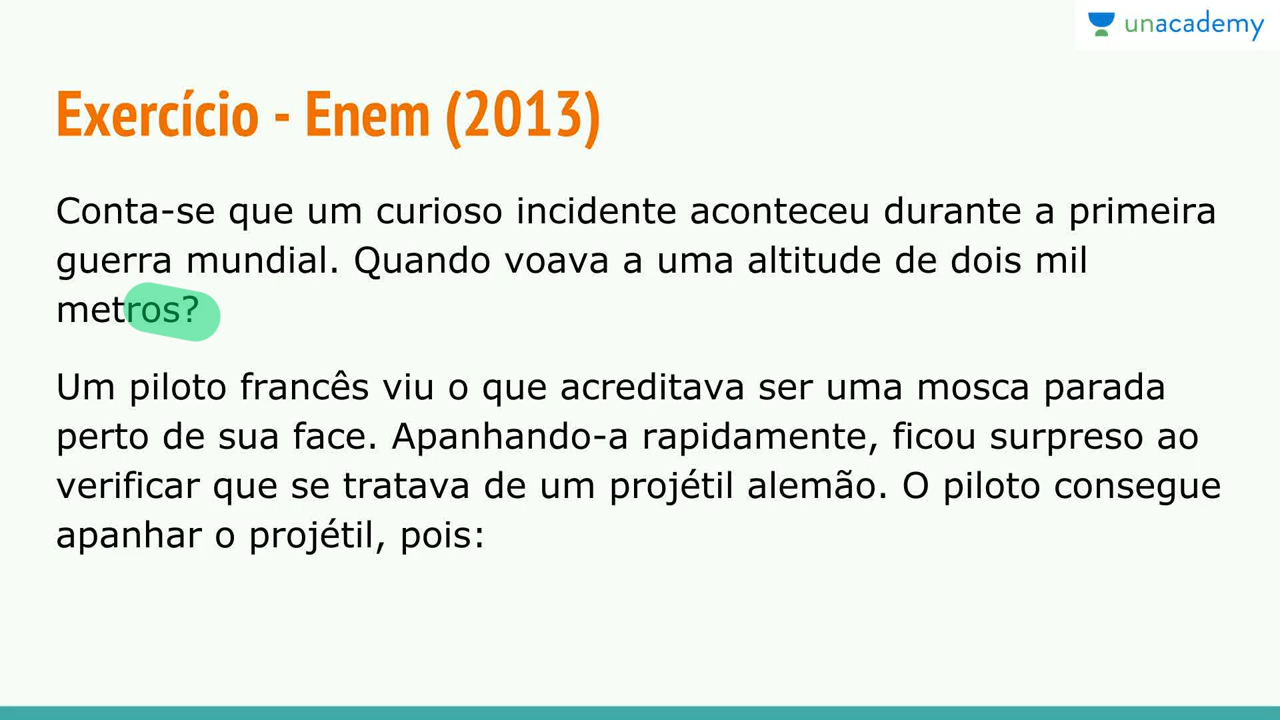 unacademy
Exercício - Enem (2013)
Conta-se que um curioso incidente aconteceu durante a primeira
guerra mundial. Quando voava a uma altitude de dois mil
metros?
Um piloto francês viu o que acreditava ser uma mosca parada
perto de sua face. Apanhando-a rapidamente, ficou surpreso ao
verificar que se tratava de um projétil alemão. O piloto consegue
apanhar o projétil, pois: